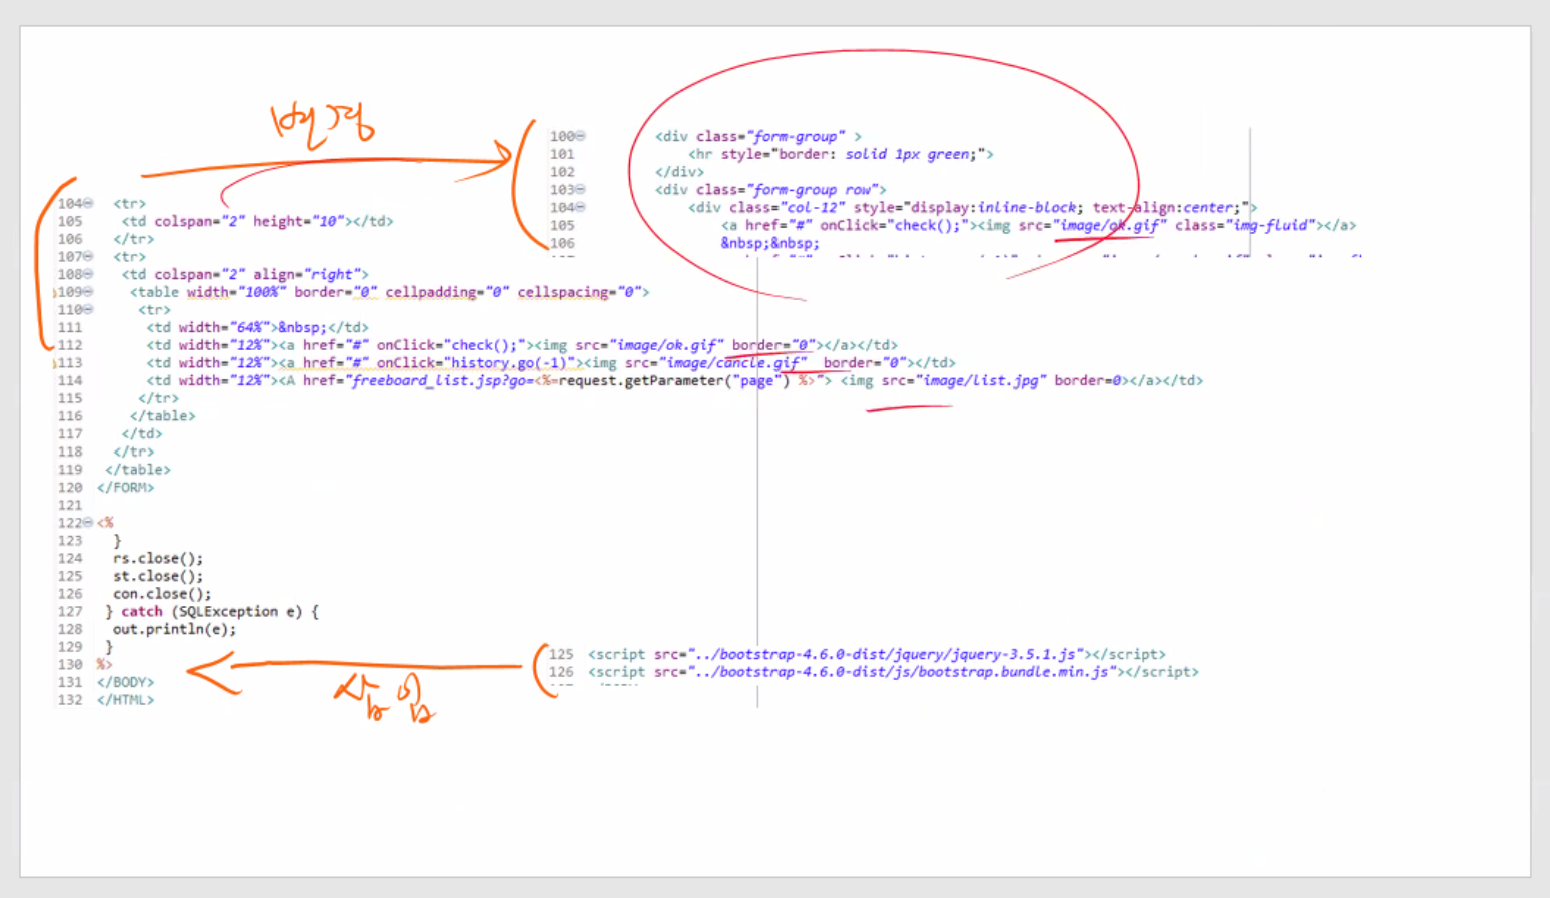 변경
100 <div class="form-group" >
101 <hr style="border: solid 1px green;">
102 </div>
103 <div class="form-group row">
104 <div class="col-12" style="display:inline-block; text-align:center;">
105 <a href="#" onClick="check();"><img src="image/ok.gif" class="img-fluid"></a>
106 &nbsp;&nbsp;
104 <tr>
105 <td colspan="2" height="10"></td>
106 </tr>
107 <tr>
108 <td colspan="2" align="right">
109 <table width="100%" border="0" cellpadding="0" cellspacing="0">
110 <tr>
111 <td width="64%">&nbsp;</td>
112 <td width="12%"><a href="#" onClick="check();"><img src="image/ok.gif" border="0"></a></td>
113 <td width="12%"><a href="#" onClick="history.go(-1)"><img src="image/cancle.gif"  border="0"></td>
114 <td width="12%"><A href="freeboard_list.jsp?go=<%=request.getParameter("page") %>"> <img src="image/list.jpg" border=0></a></td>
115 </tr>
116 </table>
117 </td>
118 </tr>
119 </table>
120 </FORM>
121
122 <%
123 }
124 rs.close();
125 st.close();
126 con.close();
127 } catch (SQLException e) {
128 out.println(e);
129 }
130 %>
131 </BODY>
132 </HTML>
125 <script src="../bootstrap-4.6.0-dist/jquery/jquery-3.5.1.js"></script>
126 <script src="../bootstrap-4.6.0-dist/js/bootstrap.bundle.min.js"></script>
삽입